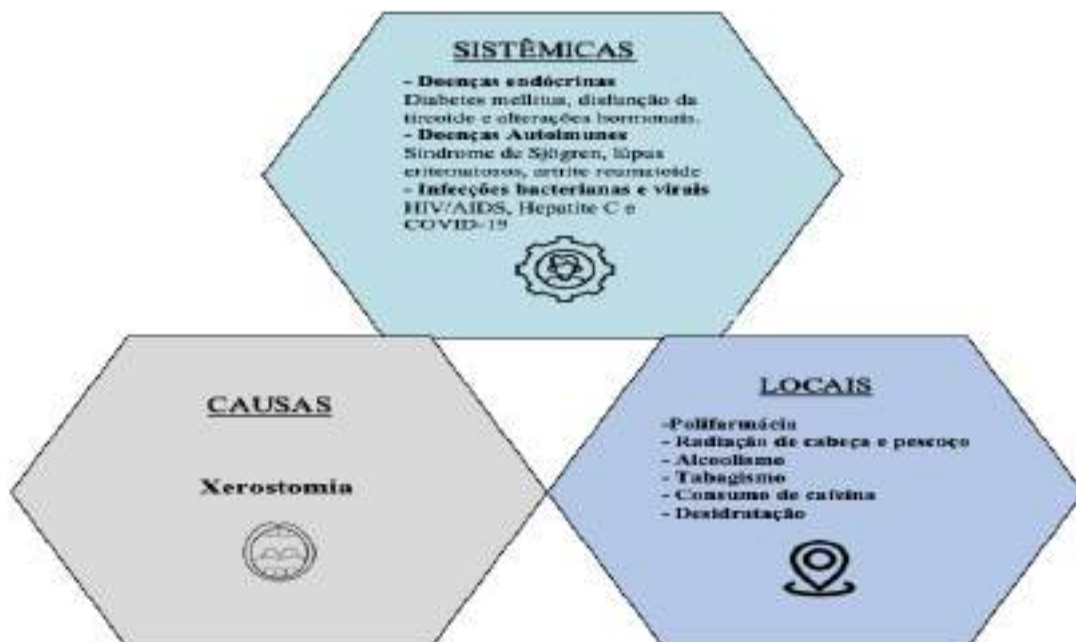 SISTÊMICAS
- Doenças endócrinas
Diabetes mellitus, disfunção da
tireoide e alterações hormonais.
- Doenças Autoimunes
Síndrome de Sjögren, lúpus
eritematosos, artrite reumatoide
- Infecções bacterianas e virais
HIV/AIDS, Hepatite C e
COVID-19
CAUSAS
Xerostomia
LOCAIS
-Polifarmácia
- Radiação de cabeça e pescoço
- Alcoolismo
- Tabagismo
- Consumo de cafeína
- Desidratação